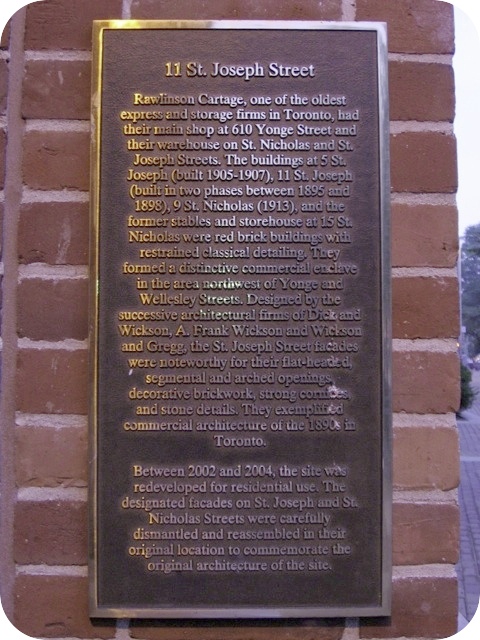 11 St. Joseph Street
Rawlinson Cartage, one of the oldest
express and storage firms in Toronto, had
their main shop at 610 Yonge Street and
their warehouse on St. Nicholas and St.
Joseph Streets. The buildings at 5 St.
Joseph (built 1905-1907), 11 St. Joseph
(built in two phases between 1895 and
1898), 9 St. Nicholas (1913), and the
former stables and storehouse at 15 St.
Nicholas were red brick buildings with
restrained classical detailing. They
formed a distinctive commercial enclave
in the area northwest of Yonge and
Wellesley Streets. Designed by the
successive architectural firms of Dick and
Wickson, A. Frank Wickson and Wickson
and Gregg, the St. Joseph Street facades
were noteworthy for their flat-headed,
segmental and arched openings,
decorative brickwork, strong cornices,
and stone details. They exemplified
commercial architecture of the 1890s in
Toronto.
Between 2002 and 2004, the site was
redeveloped for residential use. The
designated facades on St. Joseph and St.
Nicholas Streets were carefully
dismantled and reassembled in their
original location to commemorate the
original architecture of the site.